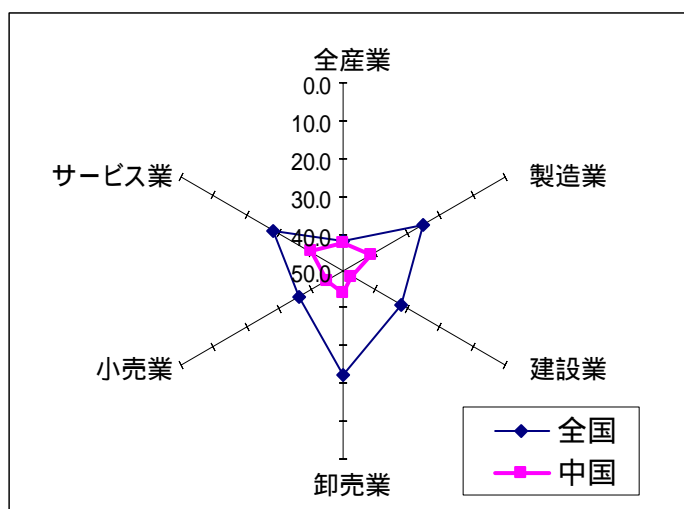 全産業
0.0
10.0
20.0
30.0
40.0
50.0
サービス業
製造業
小売業
建設業
卸売業
全国
中国